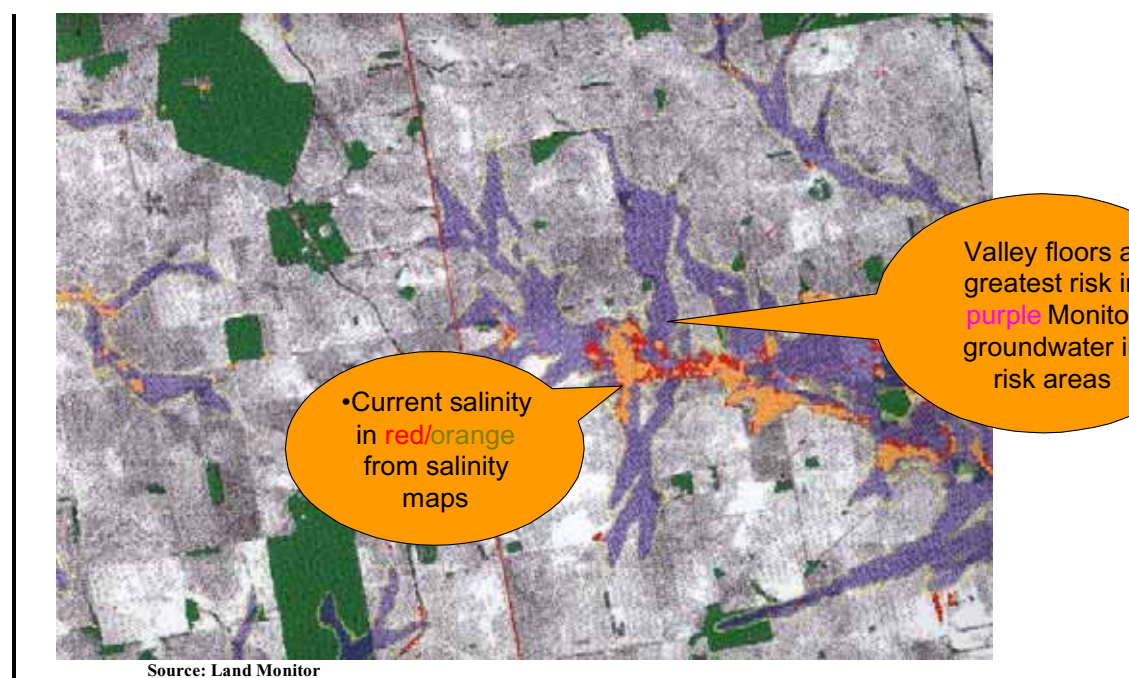 •Current salinity
in red/orange
from salinity
maps
Valley floors a
greatest risk i
purple Monito
groundwater i
risk areas
Source: Land Monitor